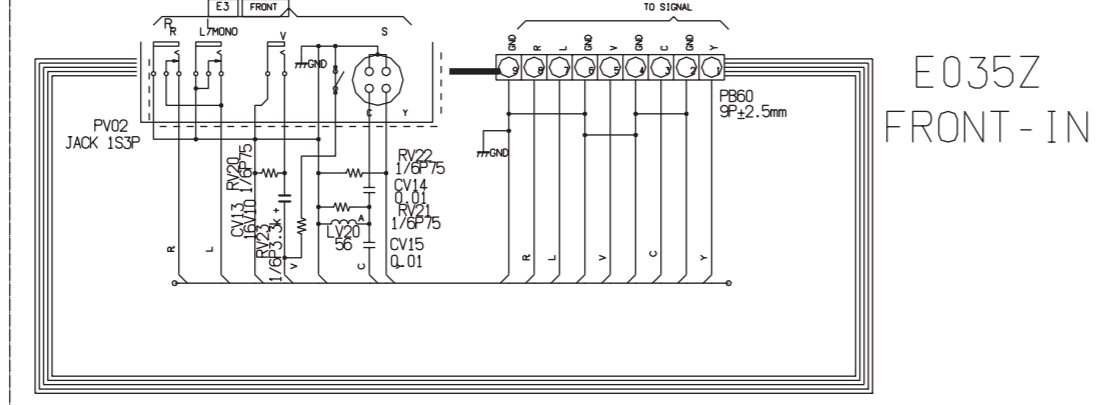 E3 FRONT
TO SIGNAL
R
R L/MONO V S
GND R L GND V GND C GND Y
GND
9 8 7 6 5 4 3 2 1
E035Z
FRONT-IN
PB60
9P±2.5mm
C Y
PV02
JACK 1S3P
GND
RV20
1/6P75
CV13
16V10
RV23
1/6P3.3K
+
RV22
1/6P75
CV14
0.01
RV21
1/6P75
A
LV20
56
CV15
0.01
R L V C Y
R L V C Y